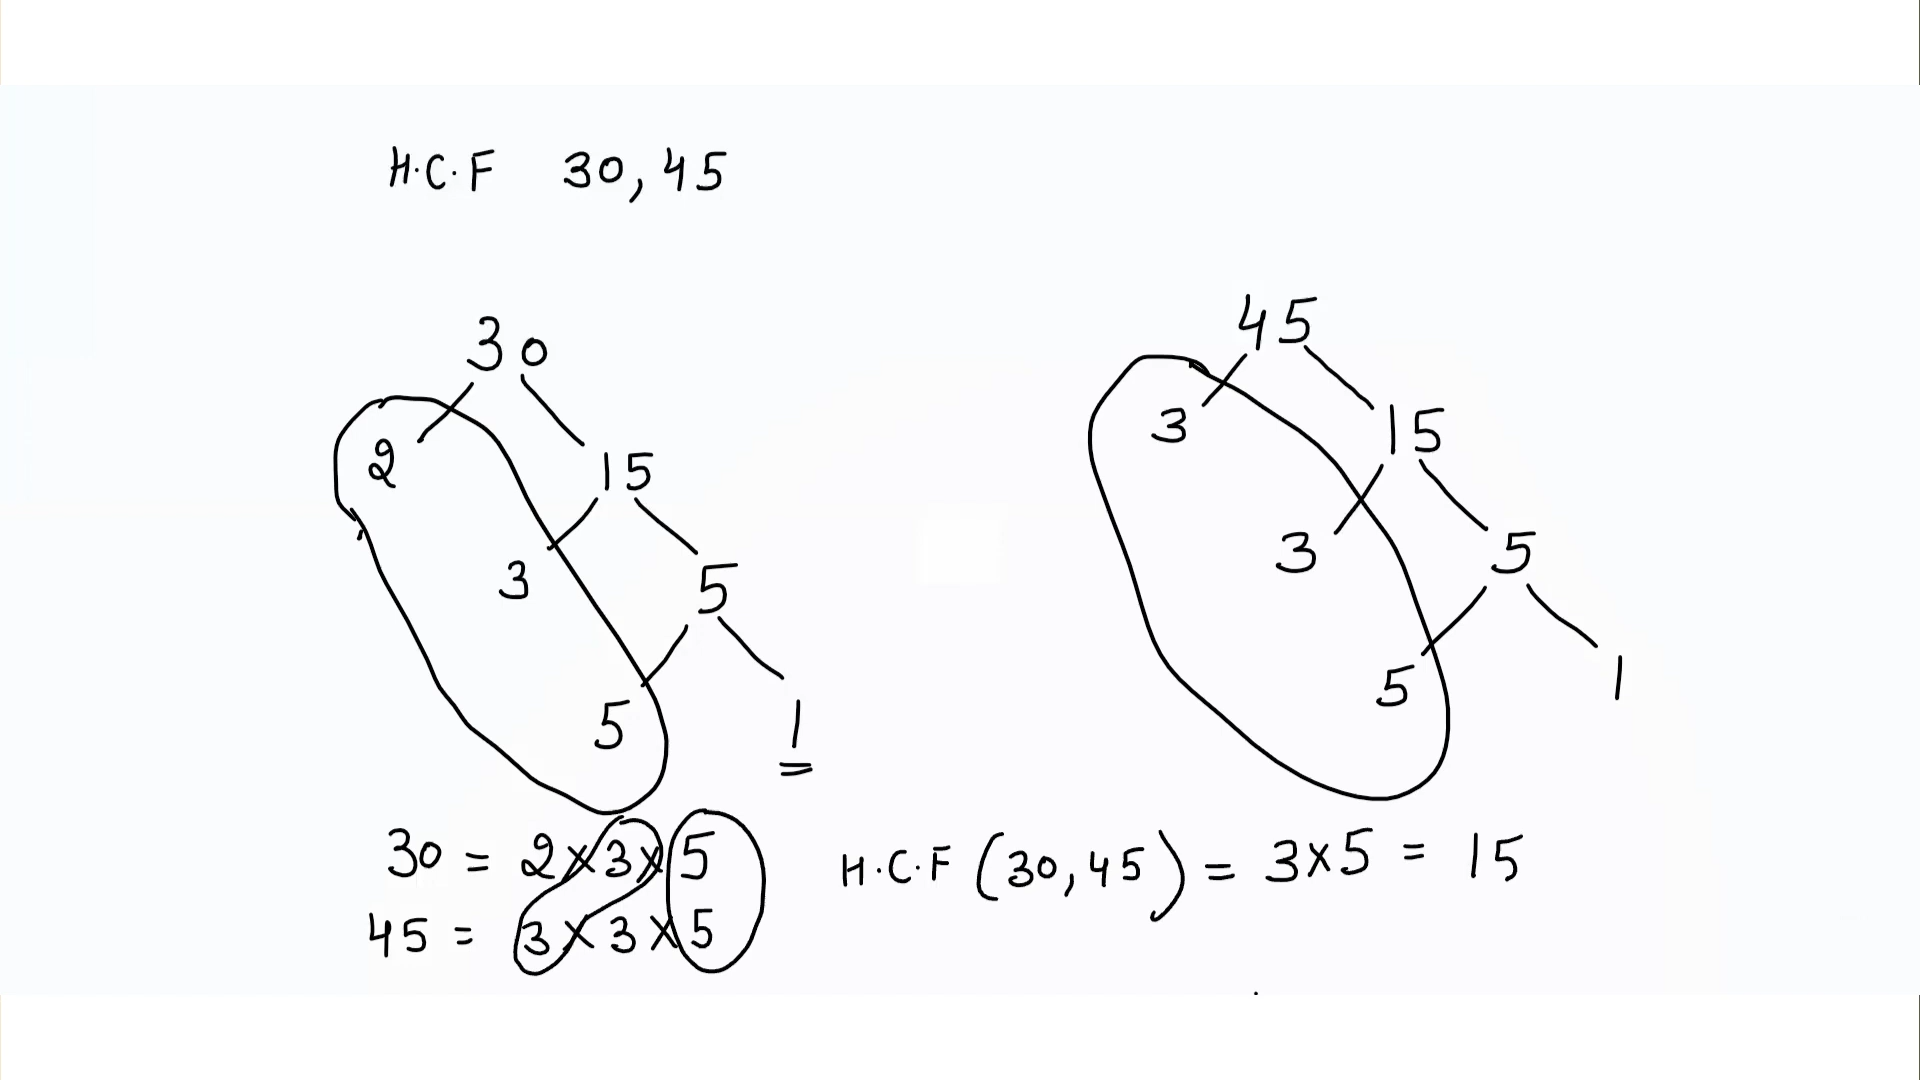 H.C.F 30, 45
30
2 15
3 5
5 1
45
3 15
3 5
5 1
30 = 2 × 3 × 5
45 = 3 × 3 × 5
H.C.F (30, 45) = 3 × 5 = 15